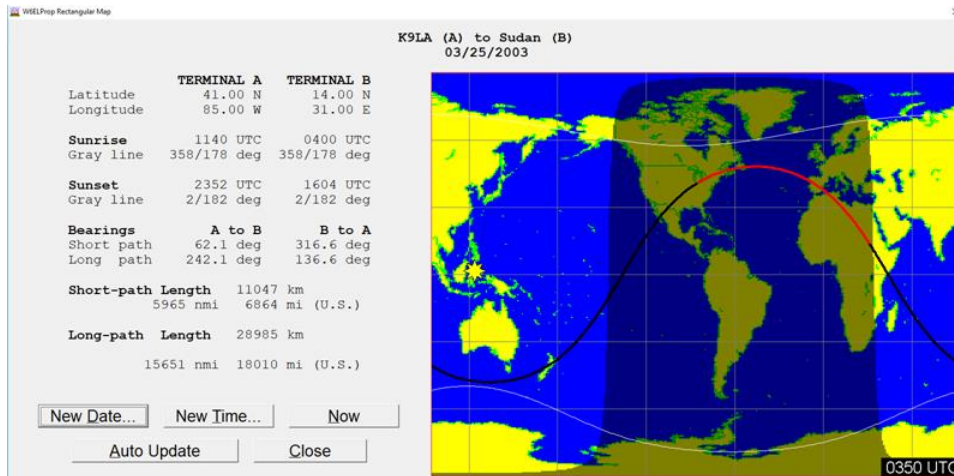 W6ELProp Rectangular Map
K9LA (A) to Sudan (B)
03/25/2003
TERMINAL A TERMINAL B
Latitude 41.00 N 14.00 N
Longitude 85.00 W 31.00 E
Sunrise 1140 UTC 0400 UTC
Gray line 358/178 deg 358/178 deg
Sunset 2352 UTC 1604 UTC
Gray line 2/182 deg 2/182 deg
Bearings A to B B to A
Short path 62.1 deg 316.6 deg
Long path 242.1 deg 136.6 deg
Short-path Length 11047 km
5965 nmi 6864 mi (U.S.)
Long-path Length 28985 km
15651 nmi 18010 mi (U.S.)
New Date... New Time... Now
Auto Update Close
0350 UTC